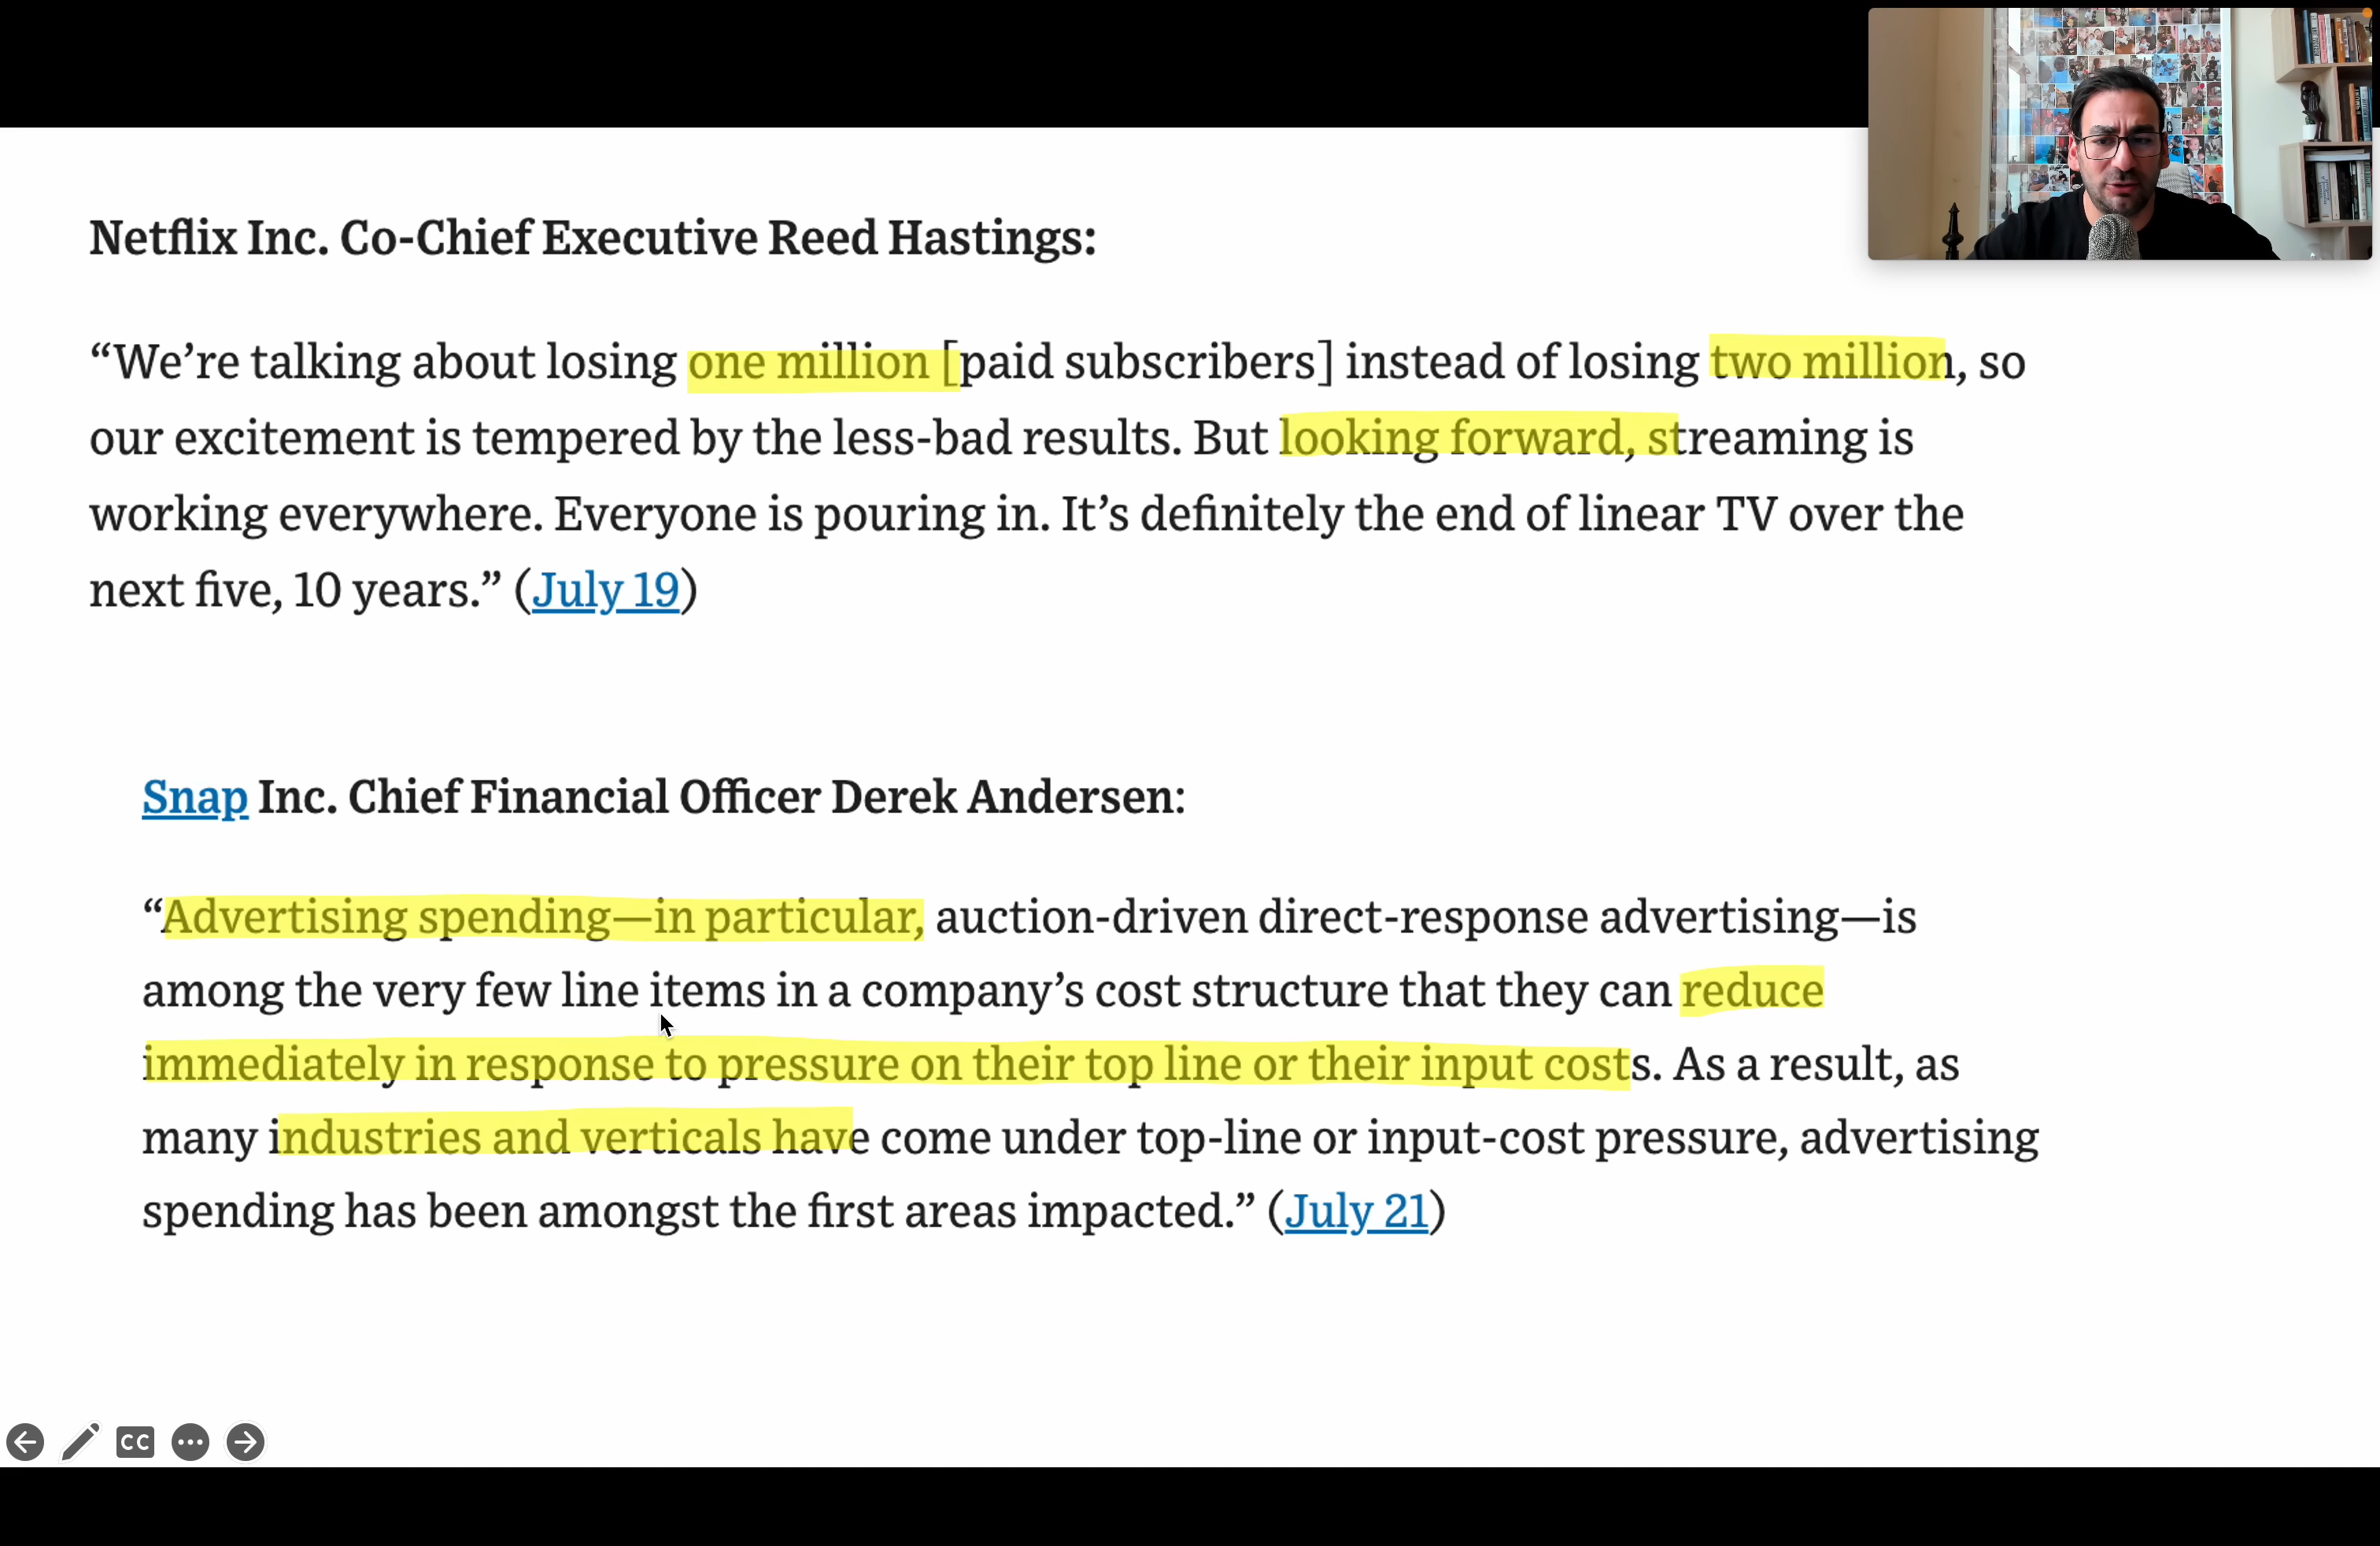 Netflix Inc. Co-Chief Executive Reed Hastings:
“We’re talking about losing one million [paid subscribers] instead of losing two million, so
our excitement is tempered by the less-bad results. But looking forward, streaming is
working everywhere. Everyone is pouring in. It’s definitely the end of linear TV over the
next five, 10 years.” (July 19)
Snap Inc. Chief Financial Officer Derek Andersen:
“Advertising spending—in particular, auction-driven direct-response advertising—is
among the very few line items in a company’s cost structure that they can reduce
immediately in response to pressure on their top line or their input costs. As a result, as
many industries and verticals have come under top-line or input-cost pressure, advertising
spending has been amongst the first areas impacted.” (July 21)
CC